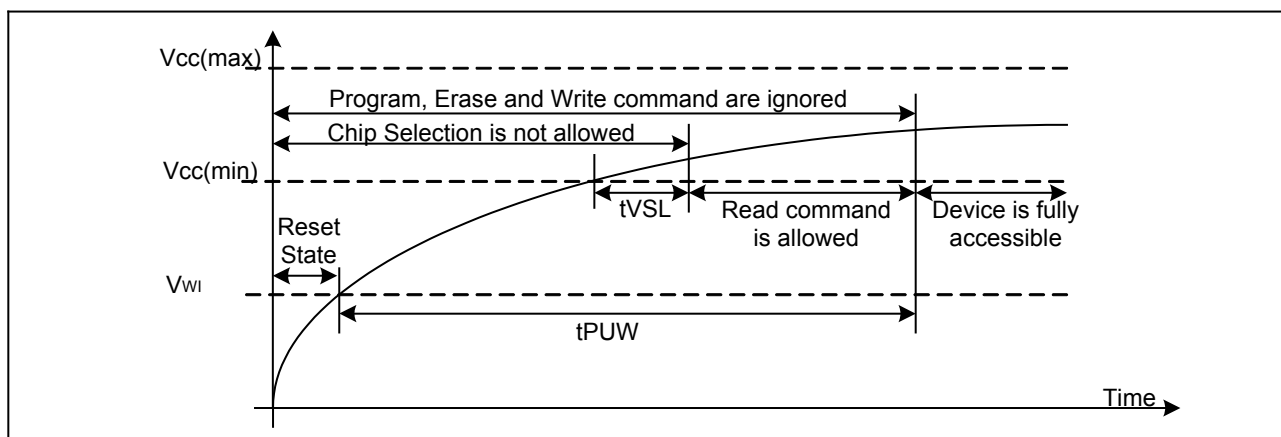 Vcc(max)
Program, Erase and Write command are ignored
Chip Selection is not allowed
Vcc(min)
tVSL
Read command
is allowed
Device is fully
accessible
Reset
State
VWI
tPUW
Time